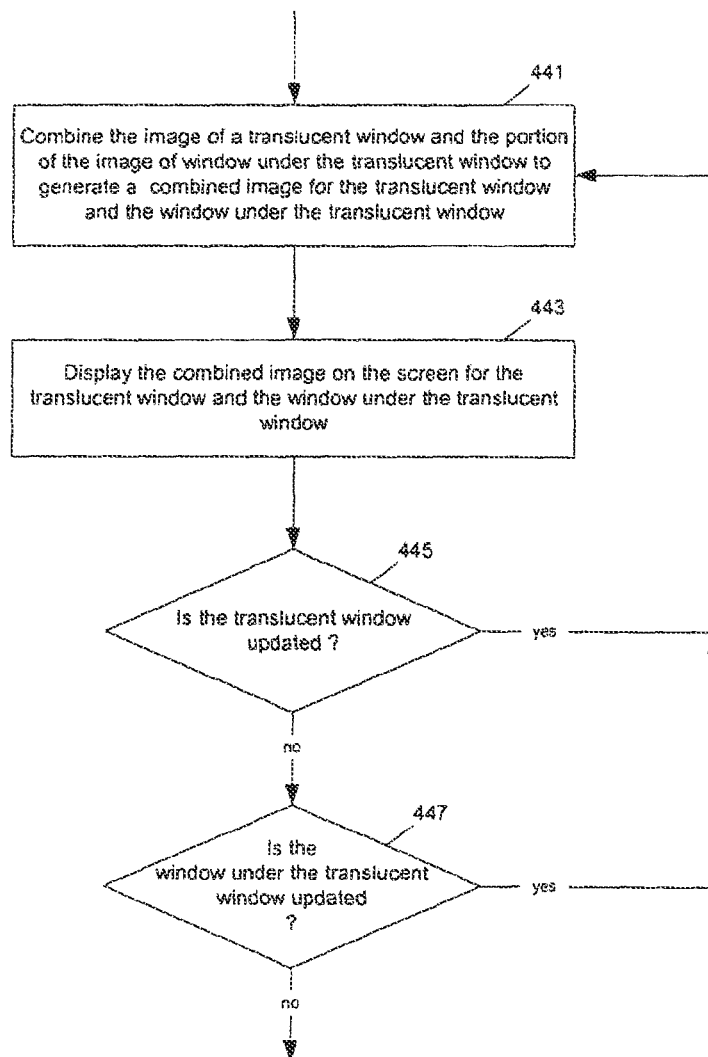 441
Combine the image of a translucent window and the portion
of the image of window under the translucent window to
generate a combined image for the translucent window
and the window under the translucent window
443
Display the combined image on the screen for the
translucent window and the window under the translucent
window
445
Is the translucent window
updated ?
yes
no
447
Is the
window under the translucent
window updated
?
yes
no